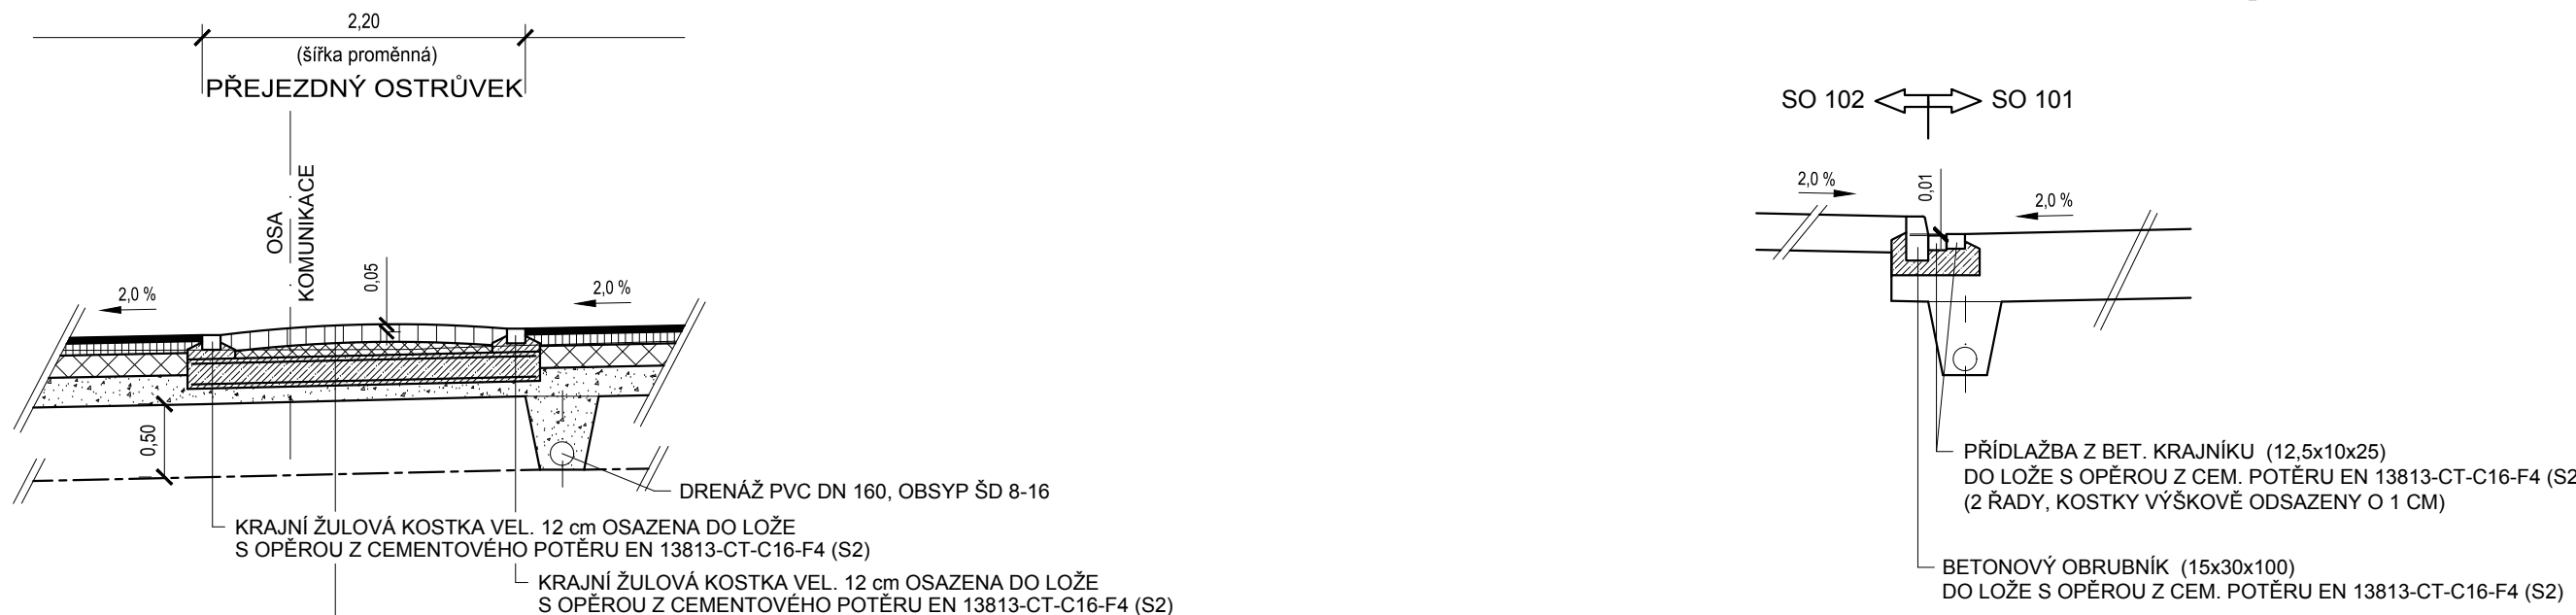 2,20
(šířka proměnná)
PŘEJEZDNÝ OSTRŮVEK
OSA
KOMUNIKACE
0,05
2,0 %
2,0 %
0,50
DRENÁŽ PVC DN 160, OBSYP ŠD 8-16
KRAJNÍ ŽULOVÁ KOSTKA VEL. 12 cm OSAZENA DO LOŽE
S OPĚROU Z CEMENTOVÉHO POTĚRU EN 13813-CT-C16-F4 (S2)
KRAJNÍ ŽULOVÁ KOSTKA VEL. 12 cm OSAZENA DO LOŽE
S OPĚROU Z CEMENTOVÉHO POTĚRU EN 13813-CT-C16-F4 (S2)
SO 102
SO 101
2,0 %
0,01
2,0 %
PŘÍDLAŽBA Z BET. KRAJNÍKU (12,5x10x25)
DO LOŽE S OPĚROU Z CEM. POTĚRU EN 13813-CT-C16-F4 (S2
(2 ŘADY, KOSTKY VÝŠKOVĚ ODSAZENY O 1 CM)
BETONOVÝ OBRUBNÍK (15x30x100)
DO LOŽE S OPĚROU Z CEM. POTĚRU EN 13813-CT-C16-F4 (S2)